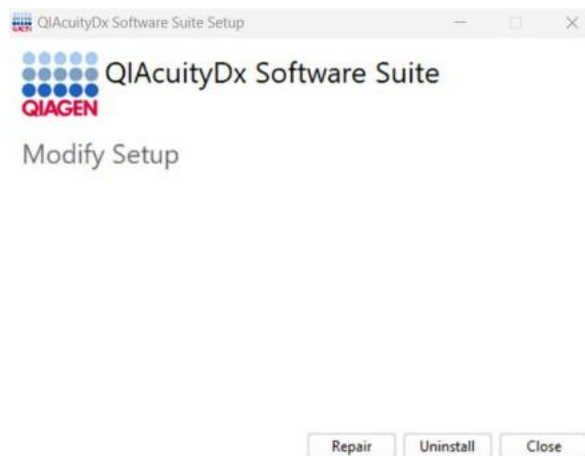 QIAcuityDx Software Suite Setup
QIAcuityDx Software Suite
QIAGEN
Modify Setup
Repair Uninstall Close